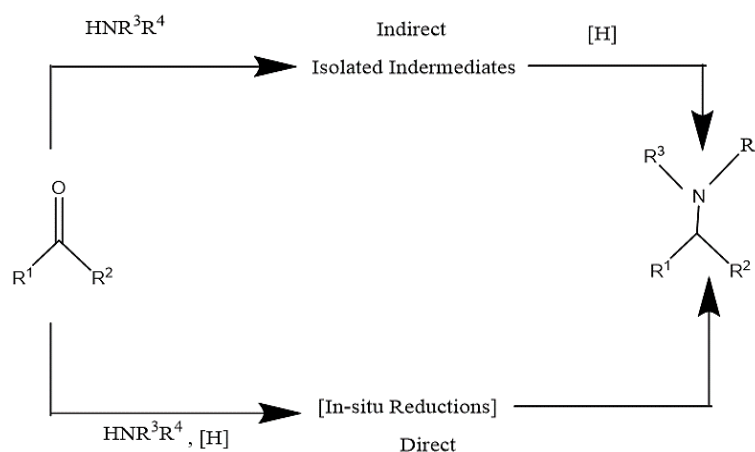 HNR³R⁴
Indirect
[H]
Isolated Indermediates
R³
R
N
O
R¹
R²
R¹
R²
[In-situ Reductions]
HNR³R⁴ , [H]
Direct